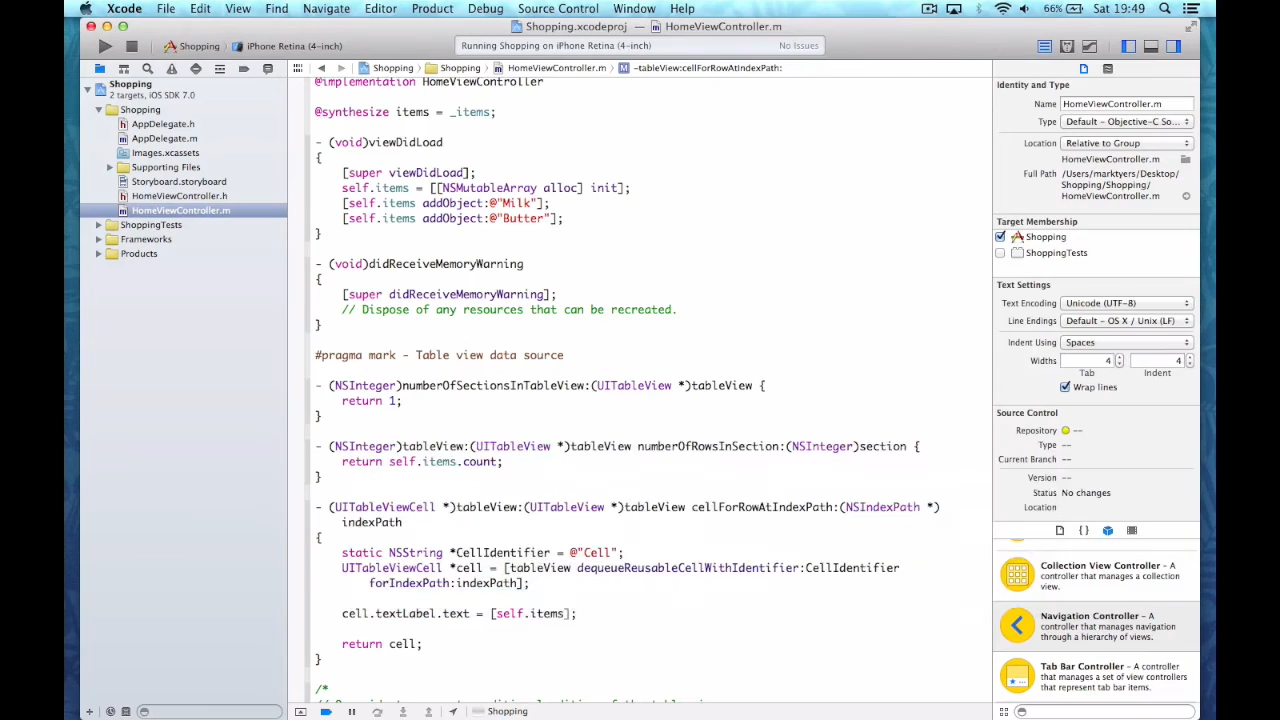 Xcode File Edit View Find Navigate Editor Product Debug Source Control Window Help 66% Sat 19:49
Shopping.xcodeproj — HomeViewController.m
Shopping iPhone Retina (4-inch) Running Shopping on iPhone Retina (4-inch) No Issues
Shopping Shopping HomeViewController.m M -tableView:cellForRowAtIndexPath:
Shopping
2 targets, iOS SDK 7.0
Shopping
AppDelegate.h
AppDelegate.m
Images.xcassets
Supporting Files
Storyboard.storyboard
HomeViewController.h
HomeViewController.m
ShoppingTests
Frameworks
Products
@implementation HomeViewController
@synthesize items = _items;
- (void)viewDidLoad
{
[super viewDidLoad];
self.items = [[NSMutableArray alloc] init];
[self.items addObject:@"Milk"];
[self.items addObject:@"Butter"];
}
- (void)didReceiveMemoryWarning
{
[super didReceiveMemoryWarning];
// Dispose of any resources that can be recreated.
}
#pragma mark - Table view data source
- (NSInteger)numberOfSectionsInTableView:(UITableView *)tableView {
return 1;
}
- (NSInteger)tableView:(UITableView *)tableView numberOfRowsInSection:(NSInteger)section {
return self.items.count;
}
- (UITableViewCell *)tableView:(UITableView *)tableView cellForRowAtIndexPath:(NSIndexPath *)
indexPath
{
static NSString *CellIdentifier = @"Cell";
UITableViewCell *cell = [tableView dequeueReusableCellWithIdentifier:CellIdentifier
forIndexPath:indexPath];
cell.textLabel.text = [self.items];
return cell;
}
/*
Shopping
Identity and Type
Name HomeViewController.m
Type Default - Objective-C So...
Location Relative to Group
HomeViewController.m
Full Path /Users/marktyers/Desktop/
Shopping/Shopping/
HomeViewController.m
Target Membership
Shopping
ShoppingTests
Text Settings
Text Encoding Unicode (UTF-8)
Line Endings Default - OS X / Unix (LF)
Indent Using Spaces
Widths 4 4
Tab Indent
Wrap lines
Source Control
Repository --
Type --
Current Branch --
Version --
Status No changes
Location
Collection View Controller - A
controller that manages a collection
view.
Navigation Controller - A
controller that manages navigation
through a hierarchy of views.
Tab Bar Controller - A controller
that manages a set of view controllers
that represent tab bar items.